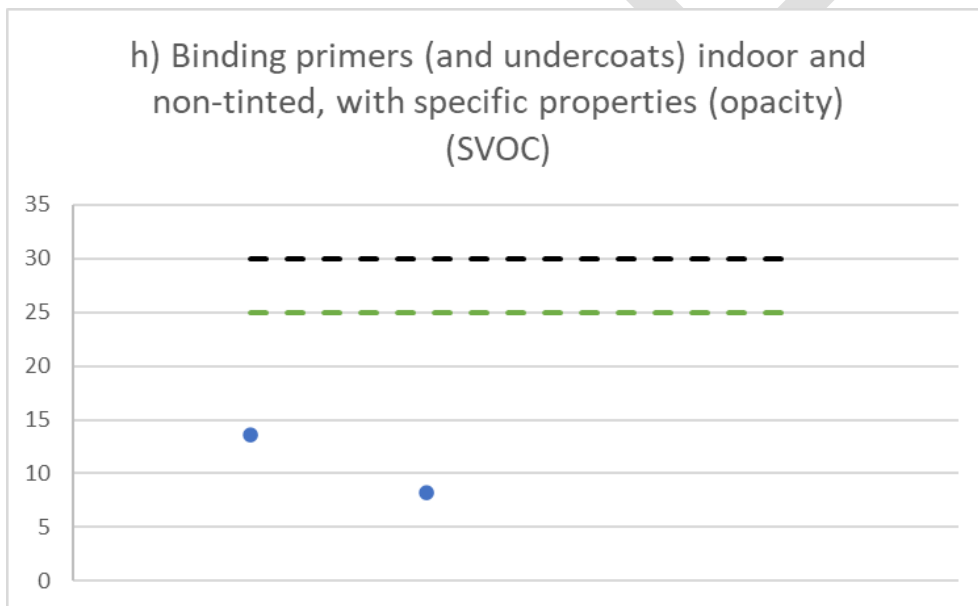 h) Binding primers (and undercoats) indoor and
non-tinted, with specific properties (opacity)
(SVOC)
35
30
25
20
15
10
5
0